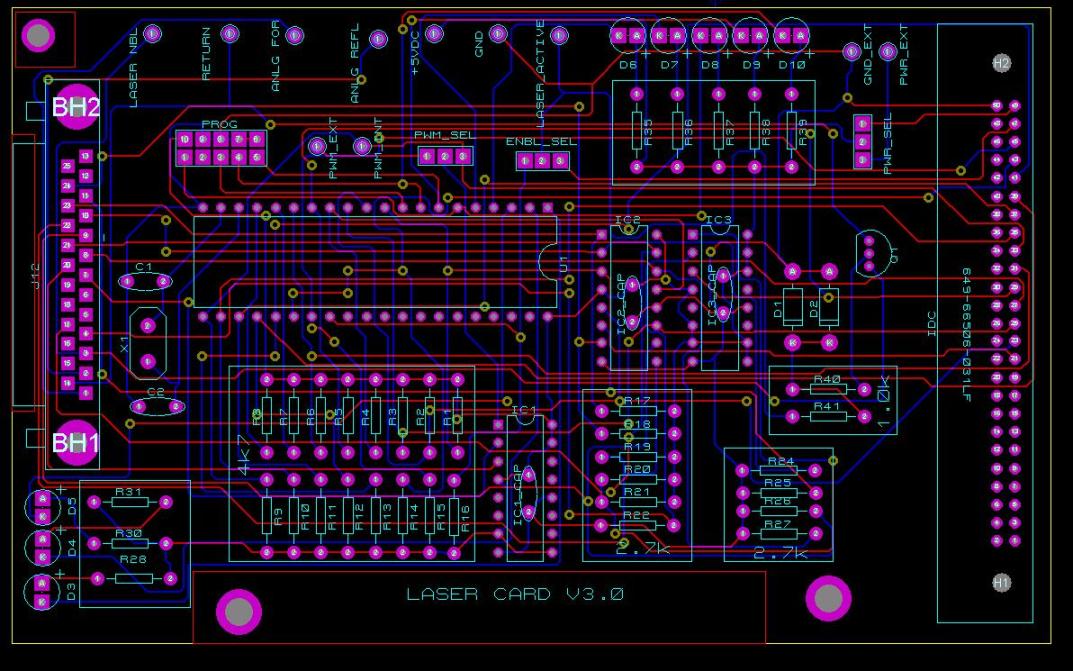 LASER NBL
RETURN
ANLG FOR
ANLG REFL
+5VDC
GND
LASER_ACTIVE
D6
D7
D8
D9
D10
GND_EXT
PWR_EXT
H2
BH2
PROG
PWM_EXT
PWM_INT
PWM_SEL
ENBL_SEL
R35
R36
R37
R38
R39
PWR_SEL
J12
U1
IC2
IC3
IC2_CAP
IC3_CAP
Q1
C1
X1
C2
D1
D2
IDC
649-66506-031LF
BH1
R8
R7
R6
R5
R4
R3
R2
R1
4K7
R9
R10
R11
R12
R13
R14
R15
R16
IC1
IC1_CAP
R17
R18
R19
R20
R21
R22
2.7K
R40
R41
1.0K
R24
R25
R26
R27
2.7K
D5
D4
D3
R31
R30
R28
LASER CARD V3.0
H1